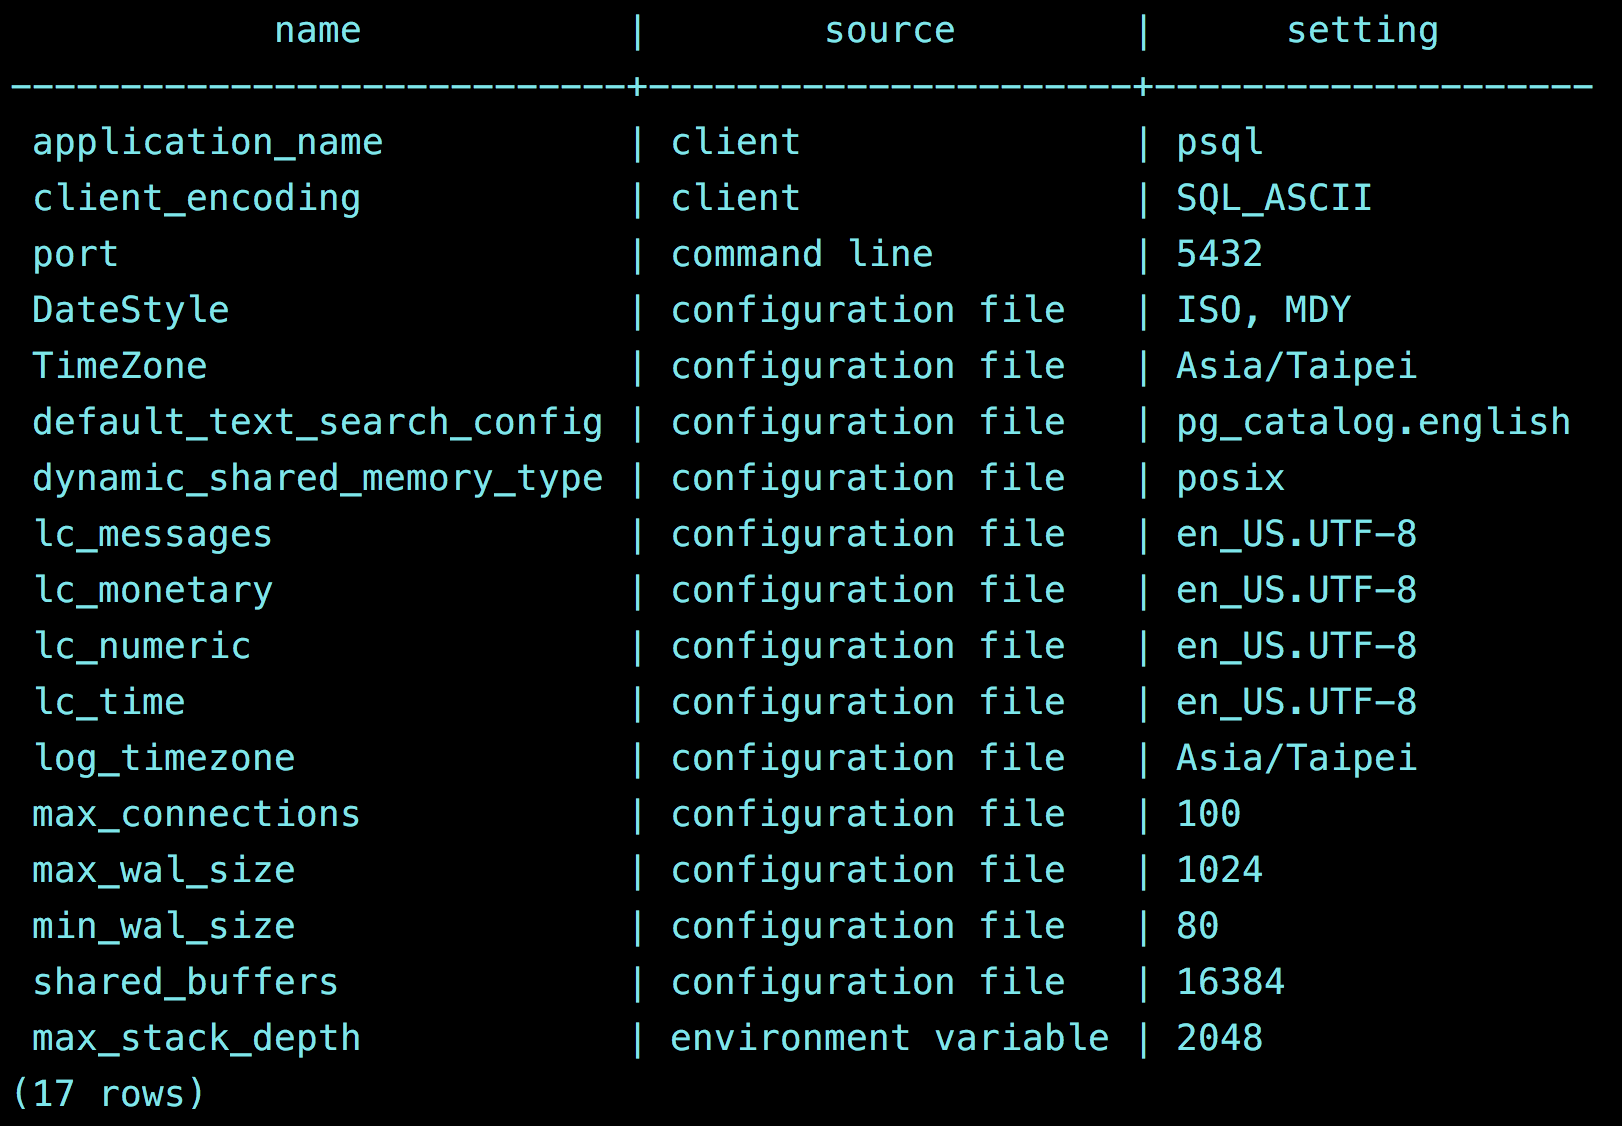 name            |        source        |      setting
----------------------------+----------------------+--------------------
 application_name           | client               | psql
 client_encoding            | client               | SQL_ASCII
 port                       | command line         | 5432
 DateStyle                  | configuration file   | ISO, MDY
 TimeZone                   | configuration file   | Asia/Taipei
 default_text_search_config | configuration file   | pg_catalog.english
 dynamic_shared_memory_type | configuration file   | posix
 lc_messages                | configuration file   | en_US.UTF-8
 lc_monetary                | configuration file   | en_US.UTF-8
 lc_numeric                 | configuration file   | en_US.UTF-8
 lc_time                    | configuration file   | en_US.UTF-8
 log_timezone               | configuration file   | Asia/Taipei
 max_connections            | configuration file   | 100
 max_wal_size               | configuration file   | 1024
 min_wal_size               | configuration file   | 80
 shared_buffers             | configuration file   | 16384
 max_stack_depth            | environment variable | 2048
(17 rows)